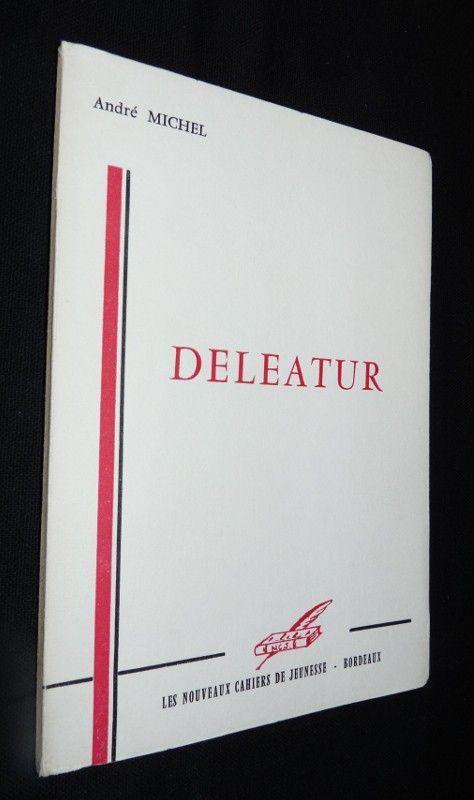 André MICHEL
DELEATUR
N.C.J.
LES NOUVEAUX CAHIERS DE JEUNESSE - BORDEAUX